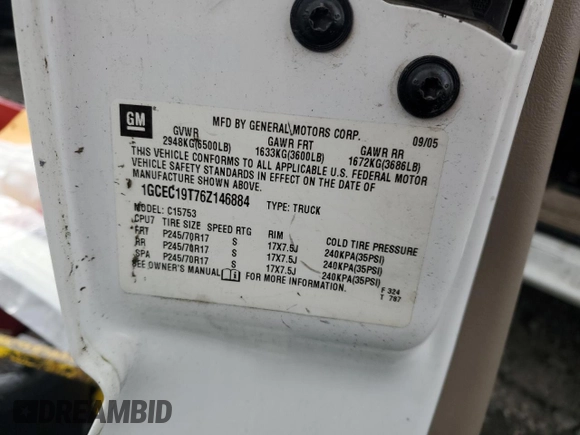 GM
MFD BY GENERAL MOTORS CORP. 09/05
GVWR GAWR FRT GAWR RR
2948KG(6500LB) 1633KG(3600LB) 1672KG(3686LB)
THIS VEHICLE CONFORMS TO ALL APPLICABLE U.S. FEDERAL MOTOR
VEHICLE SAFETY STANDARDS IN EFFECT ON THE DATE OF
MANUFACTURE SHOWN ABOVE.
1GCEC19T76Z146884 TYPE: TRUCK
MODEL: C15753
CPU7 TIRE SIZE SPEED RTG RIM COLD TIRE PRESSURE
FRT P245/70R17 S 17X7.5J 240KPA(35PSI)
RR P245/70R17 S 17X7.5J 240KPA(35PSI)
SPA P245/70R17 S 17X7.5J 240KPA(35PSI)
SEE OWNER'S MANUAL FOR MORE INFORMATION.
F 324
T 787
DREAMBID